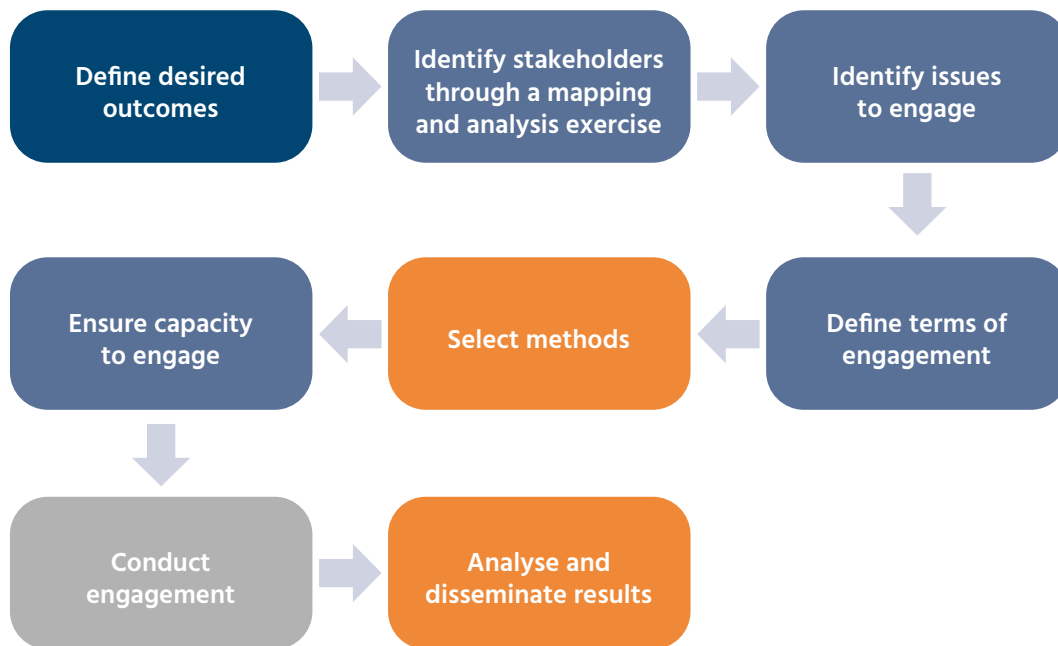 Define desired
outcomes
Identify stakeholders
through a mapping
and analysis exercise
Identify issues
to engage
Define terms of
engagement
Select methods
Ensure capacity
to engage
Conduct
engagement
Analyse and
disseminate results